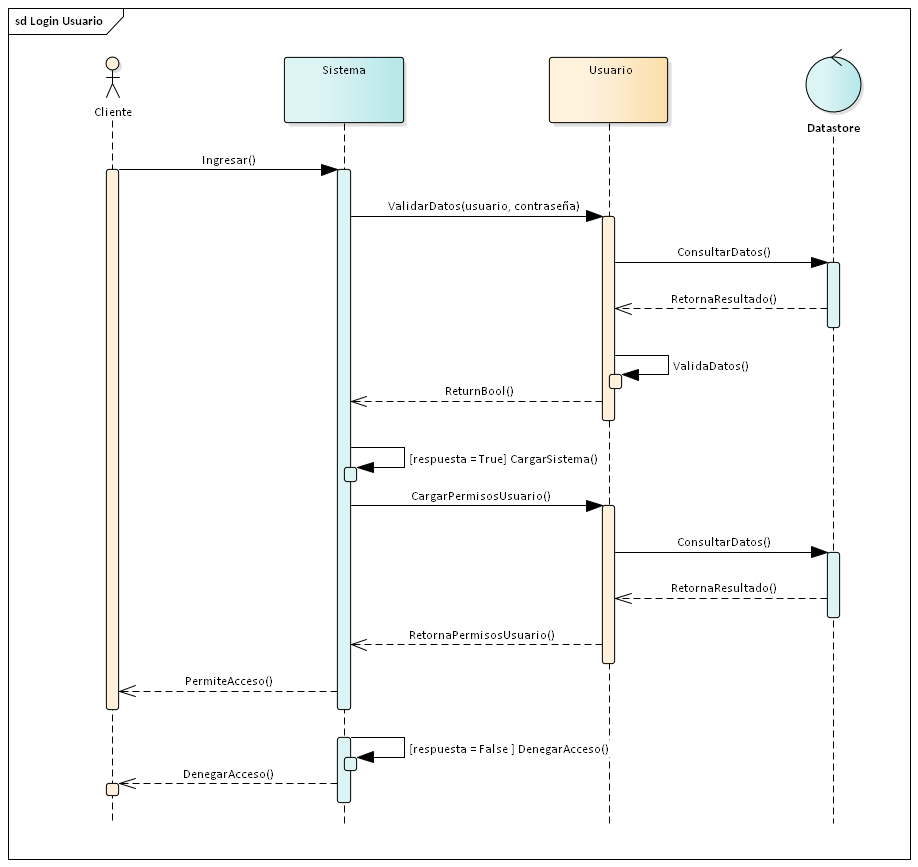 sd Login Usuario
Sistema
Usuario
Cliente
Datastore
Ingresar()
ValidarDatos(usuario, contraseña)
ConsultarDatos()
RetornaResultado()
ValidaDatos()
ReturnBool()
[respuesta =True] CargarSistema()
CargarPermisosUsuario()
ConsultarDatos()
RetornaResultado()
RetornaPermisosUsuario()
PermiteAcceso()
[respuesta = False ] DenegarAcceso()
DenegarAcceso()